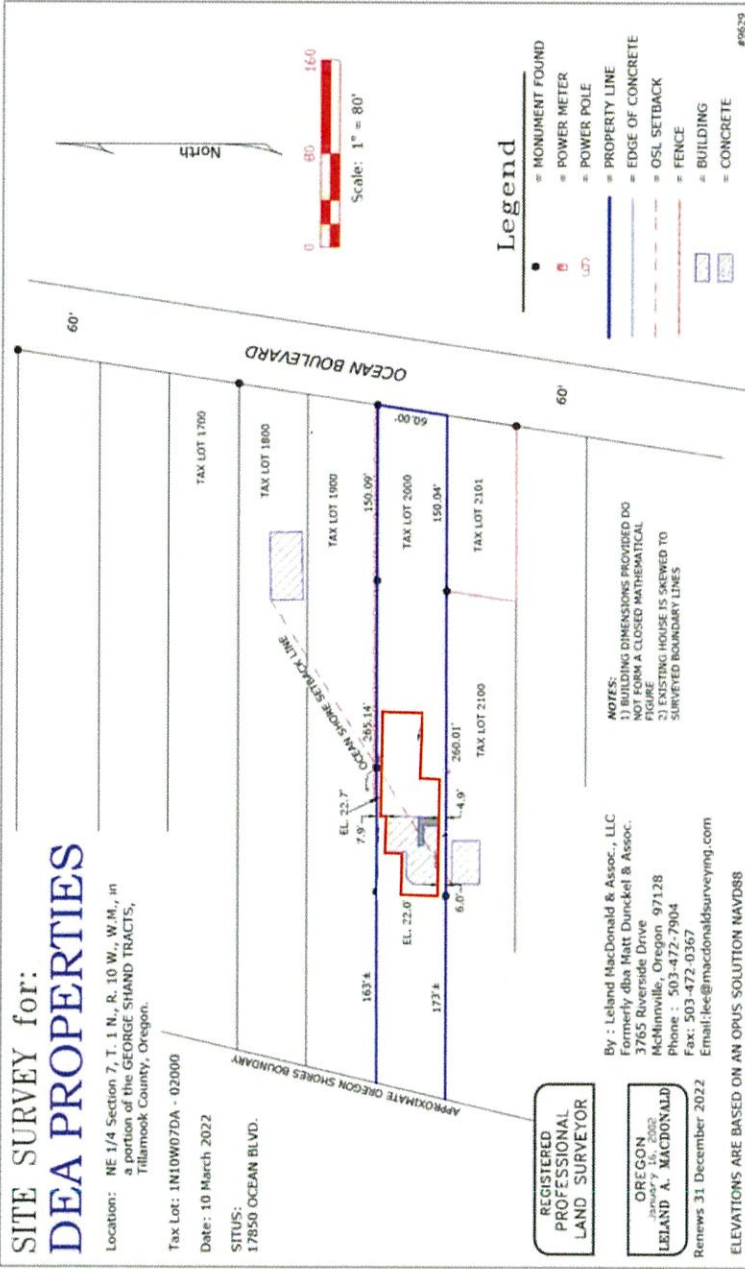 SITE SURVEY for:
DEA PROPERTIES
Location: NE 1/4 Section 7, T. 1 N., R. 10 W., W.M., in
a portion of the GEORGE SHAND TRACTS,
Tillamook County, Oregon.
Tax Lot: 1N10W07DA - 02000
Date: 10 March 2022
SITUS:
17850 OCEAN BLVD.
North
0 80 160
Scale: 1" = 80'
60'
OCEAN BOULEVARD
60'
TAX LOT 1700
TAX LOT 1800
TAX LOT 1900
150.09'
60.00'
TAX LOT 2000
150.04'
TAX LOT 2101
OCEAN SHORE SETBACK LINE
OCEAN SHORE SETBACK LINE
265.14'
260.01'
TAX LOT 2100
EL. 22.7'
7.9'
4.9'
EL. 22.0'
6.0'
163'±
173'±
APPROXIMATE OREGON SHORES BOUNDARY
Legend
= MONUMENT FOUND
= POWER METER
= POWER POLE
= PROPERTY LINE
= EDGE OF CONCRETE
= OSL SETBACK
= FENCE
= BUILDING
= CONCRETE
NOTES:
1) BUILDING DIMENSIONS PROVIDED DO
NOT FORM A CLOSED MATHEMATICAL
FIGURE
2) EXISTING HOUSE IS SKEWED TO
SURVEYED BOUNDARY LINES
REGISTERED
PROFESSIONAL
LAND SURVEYOR
OREGON
January 16, 2002
LELAND A. MACDONALD
Renews 31 December 2022
By : Leland MacDonald & Assoc., LLC
Formerly dba Matt Dunckel & Assoc.
3765 Riverside Drive
McMinnville, Oregon 97128
Phone : 503-472-7904
Fax: 503-472-0367
Email:lee@macdonaldsurveying.com
ELEVATIONS ARE BASED ON AN OPUS SOLUTION NAVD88
#9629